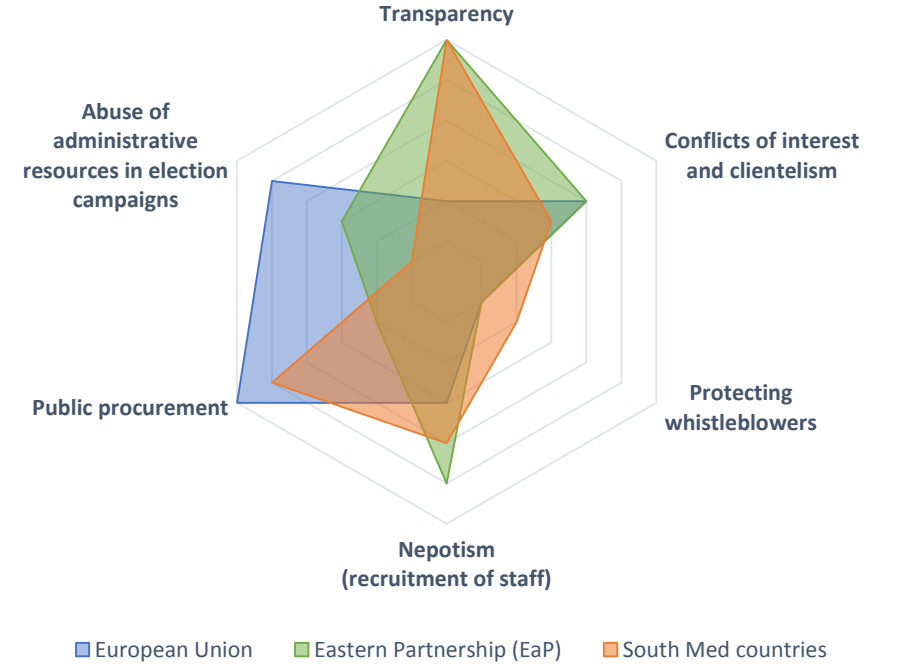 Transparency
Abuse of
administrative
resources in election
campaigns
Conflicts of interest
and clientelism
Public procurement
Protecting
whistleblowers
Nepotism
(recruitment of staff)
European Union
Eastern Partnership (EaP)
South Med countries